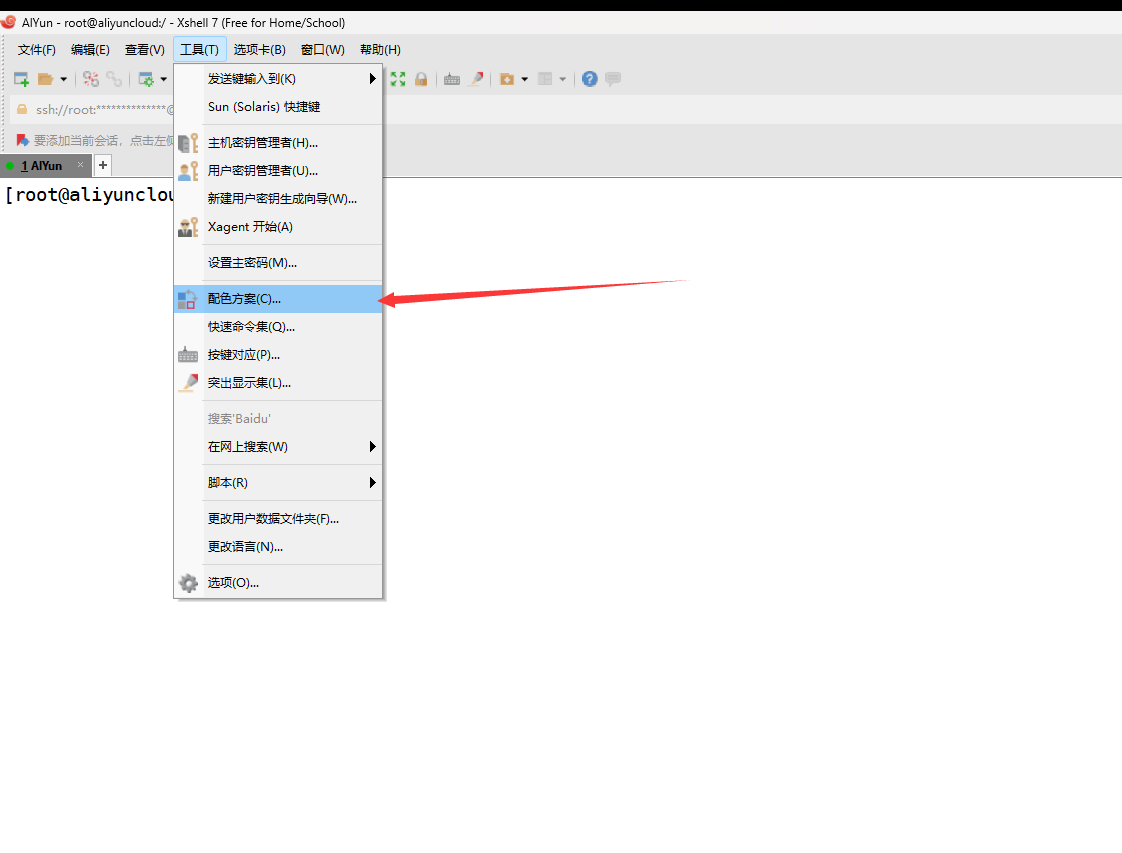 AlYun - root@aliyuncloud:/ - Xshell 7 (Free for Home/School)
文件(F) 编辑(E) 查看(V) 工具(T) 选项卡(B) 窗口(W) 帮助(H)
ssh://root:**************@
要添加当前会话，点击左侧
1 AlYun × +
[root@aliyunclou
发送键输入到(K)
Sun (Solaris) 快捷键
主机密钥管理者(H)...
用户密钥管理者(U)...
新建用户密钥生成向导(W)...
Xagent 开始(A)
设置主密码(M)...
配色方案(C)...
快速命令集(Q)...
按键对应(P)...
突出显示集(L)...
搜索'Baidu'
在网上搜索(W)
脚本(R)
更改用户数据文件夹(F)...
更改语言(N)...
选项(O)...